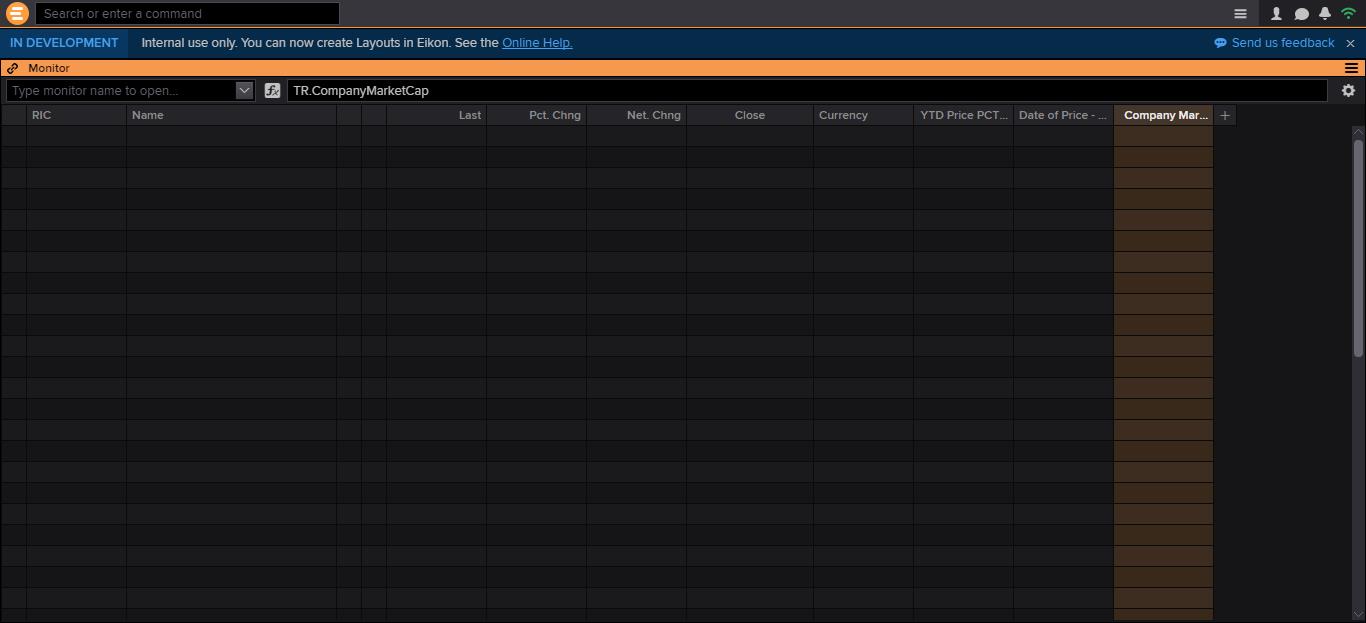 Search or enter a command
IN DEVELOPMENT Internal use only. You can now create Layouts in Eikon. See the Online Help. Send us feedback
Monitor
Type monitor name to open... fx TR.CompanyMarketCap
RIC Name Last Pct. Chng Net. Chng Close Currency YTD Price PCT... Date of Price - ... Company Mar... +